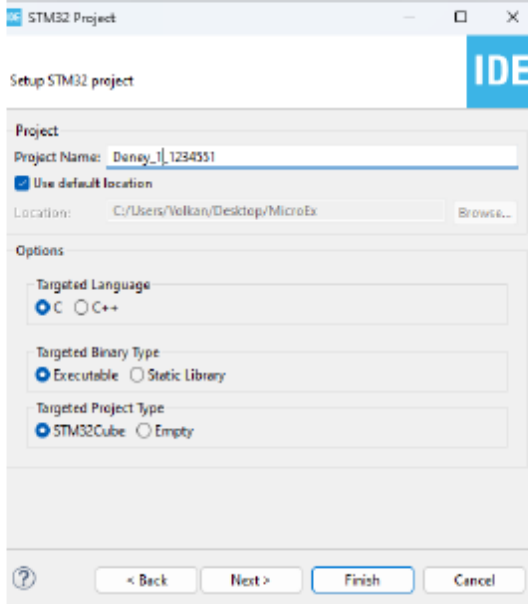 IDE STM32 Project
Setup STM32 project
IDE
Project
Project Name: Deney_1_1234551
Use default location
Location: C:/Users/Volkan/Desktop/MicroEx Browse...
Options
Targeted Language
C C++
Targeted Binary Type
Executable Static Library
Targeted Project Type
STM32Cube Empty
? < Back Next > Finish Cancel